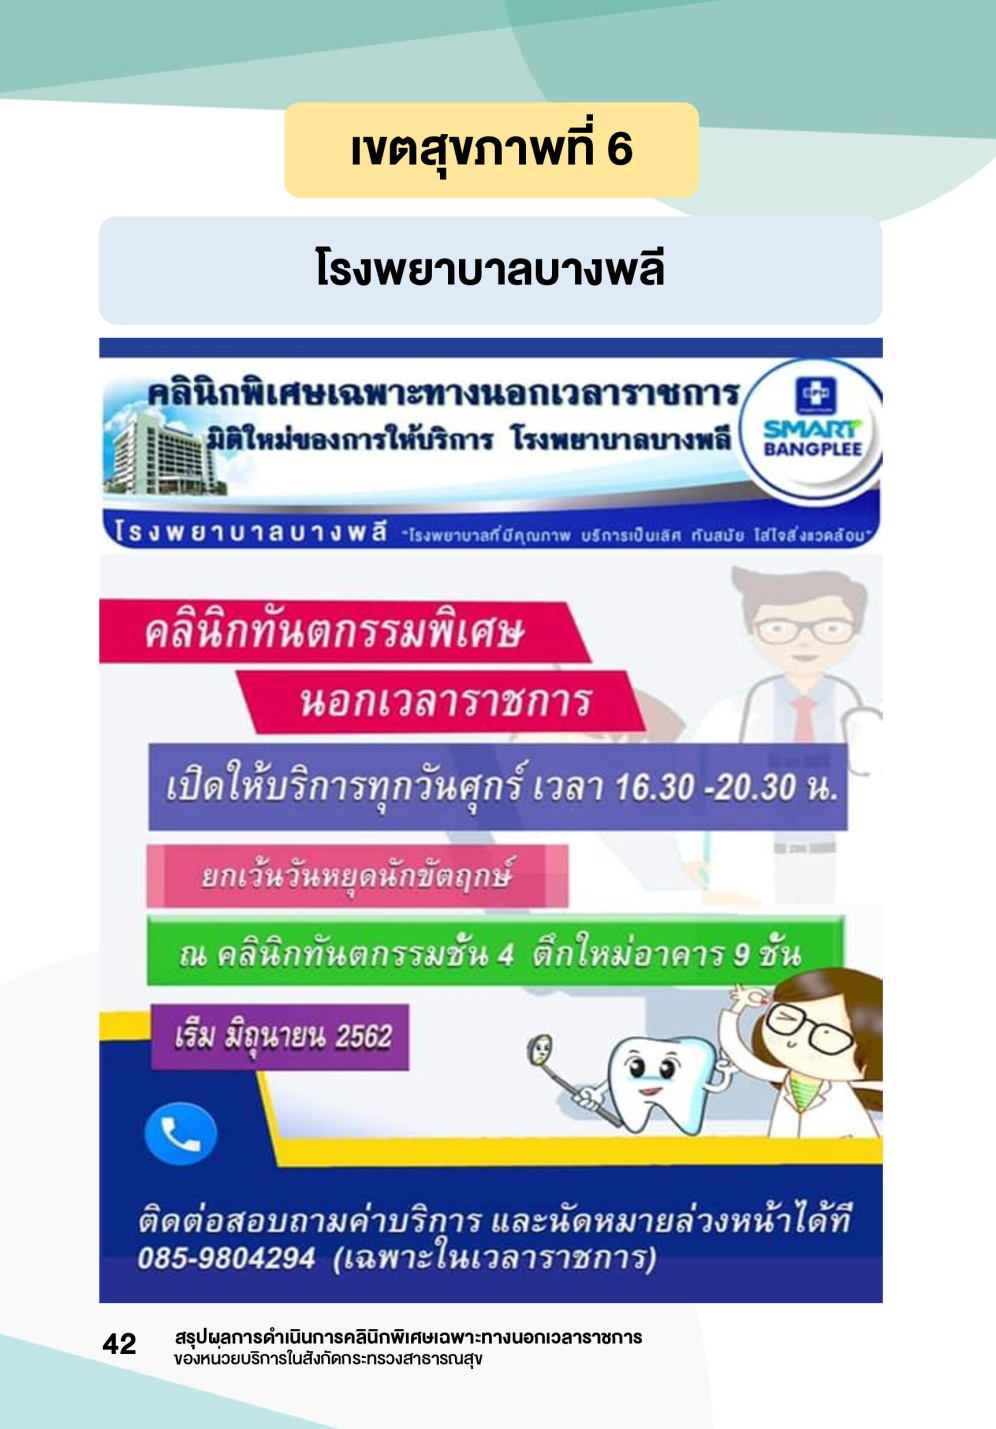 เขตสุขภาพที่ 6
โรงพยาบาลบางพลี
คลินิกพิเศษเฉพาะทางนอกเวลาราชการ
มิติใหม่ของการให้บริการ โรงพยาบาลบางพลี
BPH
SMART
BANGPLEE
โรงพยาบาลบางพลี "โรงพยาบาลที่มีคุณภาพ บริการเป็นเลิศ ทันสมัย ใส่ใจสิ่งแวดล้อม"
คลินิกทันตกรรมพิเศษ
นอกเวลาราชการ
เปิดให้บริการทุกวันศุกร์ เวลา 16.30 -20.30 น.
ยกเว้นวันหยุดนักขัตฤกษ์
ณ คลินิกทันตกรรมชั้น 4 ตึกใหม่อาคาร 9 ชั้น
เริ่ม มิถุนายน 2562
ติดต่อสอบถามค่าบริการ และนัดหมายล่วงหน้าได้ที่
085-9804294 (เฉพาะในเวลาราชการ)
42
สรุปผลการดำเนินการคลินิกพิเศษเฉพาะทางนอกเวลาราชการ
ของหน่วยบริการในสังกัดกระทรวงสาธารณสุข